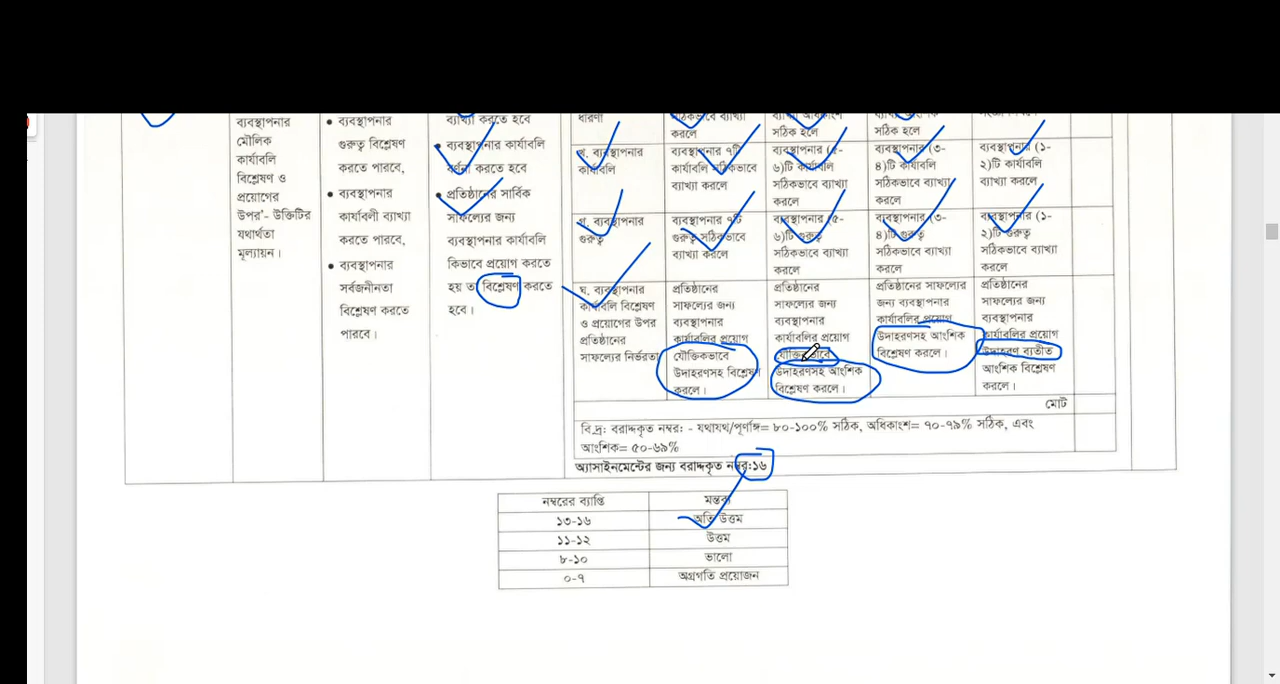 ব্যবস্থাপনার
মৌলিক
কার্যাবলি
বিশ্লেষণ ও
প্রয়োগের
উপর'- উক্তিটির
যথার্থতা
মূল্যায়ন।
● ব্যবস্থাপনার
গুরুত্ব বিশ্লেষণ
করতে পারবে,
● ব্যবস্থাপনার
কার্যাবলী ব্যাখ্যা
করতে পারবে,
● ব্যবস্থাপনার
সর্বজনীনতা
বিশ্লেষণ করতে
পারবে।
ব্যাখ্যা করতে হবে
● ব্যবস্থাপনার কার্যাবলি
বর্ণনা করতে হবে
● প্রতিষ্ঠানের সার্বিক
সাফল্যের জন্য
ব্যবস্থাপনার কার্যাবলি
কিভাবে প্রয়োগ করতে
হয় তা বিশ্লেষণ করতে
হবে।
ধারণা
সঠিকভাবে ব্যাখ্যা
করলে
ব্যাখ্যা অধিকাংশ
সঠিক হলে
সঠিক হলে
খ. ব্যবস্থাপনার
কার্যাবলি
ব্যবস্থাপনার ৭টি
কার্যাবলি সঠিকভাবে
ব্যাখ্যা করলে
ব্যবস্থাপনার (৫-
৬)টি কার্যাবলি
সঠিকভাবে ব্যাখ্যা
করলে
ব্যবস্থাপনার (৩-
৪)টি কার্যাবলি
সঠিকভাবে ব্যাখ্যা
করলে
ব্যবস্থাপনার (১-
২)টি কার্যাবলি
ব্যাখ্যা করলে
গ. ব্যবস্থাপনার
গুরুত্ব
ব্যবস্থাপনার ৭টি
গুরুত্ব সঠিকভাবে
ব্যাখ্যা করলে
ব্যবস্থাপনার (৫-
৬)টি গুরুত্ব
সঠিকভাবে ব্যাখ্যা
করলে
ব্যবস্থাপনার (৩-
৪)টি গুরুত্ব
সঠিকভাবে ব্যাখ্যা
করলে
ব্যবস্থাপনার (১-
২)টি গুরুত্ব
সঠিকভাবে ব্যাখ্যা
করলে
ঘ. ব্যবস্থাপনার
কার্যাবলি বিশ্লেষণ
ও প্রয়োগের উপর
প্রতিষ্ঠানের
সাফল্যের নির্ভরতা
প্রতিষ্ঠানের
সাফল্যের জন্য
ব্যবস্থাপনার
কার্যাবলির প্রয়োগ
যৌক্তিকভাবে
উদাহরণসহ বিশ্লেষণ
করলে।
প্রতিষ্ঠানের
সাফল্যের জন্য
ব্যবস্থাপনার
কার্যাবলির প্রয়োগ
যৌক্তিকভাবে
উদাহরণসহ আংশিক
বিশ্লেষণ করলে।
প্রতিষ্ঠানের সাফল্যের
জন্য ব্যবস্থাপনার
কার্যাবলির প্রয়োগ
উদাহরণসহ আংশিক
বিশ্লেষণ করলে।
প্রতিষ্ঠানের
সাফল্যের জন্য
ব্যবস্থাপনার
কার্যাবলির প্রয়োগ
উদাহরণ ব্যতীত
আংশিক বিশ্লেষণ
করলে।
মোট
বি.দ্র: বরাদ্দকৃত নম্বর: - যথাযথ/পূর্ণাঙ্গ= ৮০-১০০% সঠিক, অধিকাংশ= ৭০-৭৯% সঠিক, এবং
আংশিক= ৫০-৬৯%
অ্যাসাইনমেন্টের জন্য বরাদ্দকৃত নম্বর:১৬
নম্বরের ব্যাপ্তি মন্তব্য
১৩-১৬ অতি উত্তম
১১-১২ উত্তম
৮-১০ ভালো
০-৭ অগ্রগতি প্রয়োজন